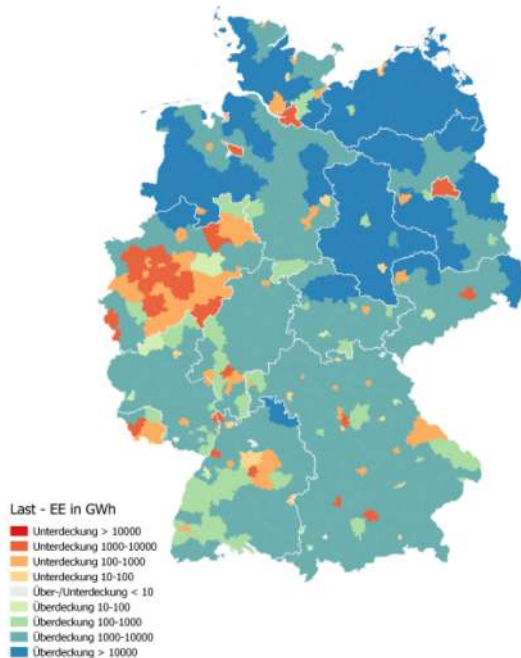 Last - EE in GWh
Unterdeckung > 10000
Unterdeckung 1000-10000
Unterdeckung 100-1000
Unterdeckung 10-100
Über-/Unterdeckung < 10
Überdeckung 10-100
Überdeckung 100-1000
Überdeckung 1000-10000
Überdeckung > 10000